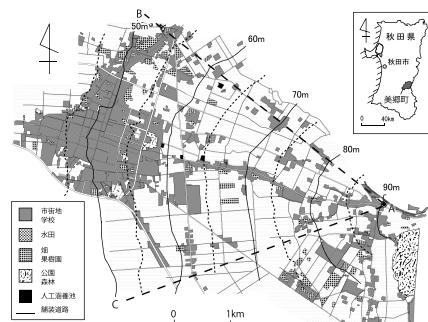 B
50m
60m
70m
80m
90m
C
0 1km
秋田県
秋田市
美郷町
0 40km
市街地
学校
水田
畑
果樹園
公園
森林
人工涵養池
舗装道路